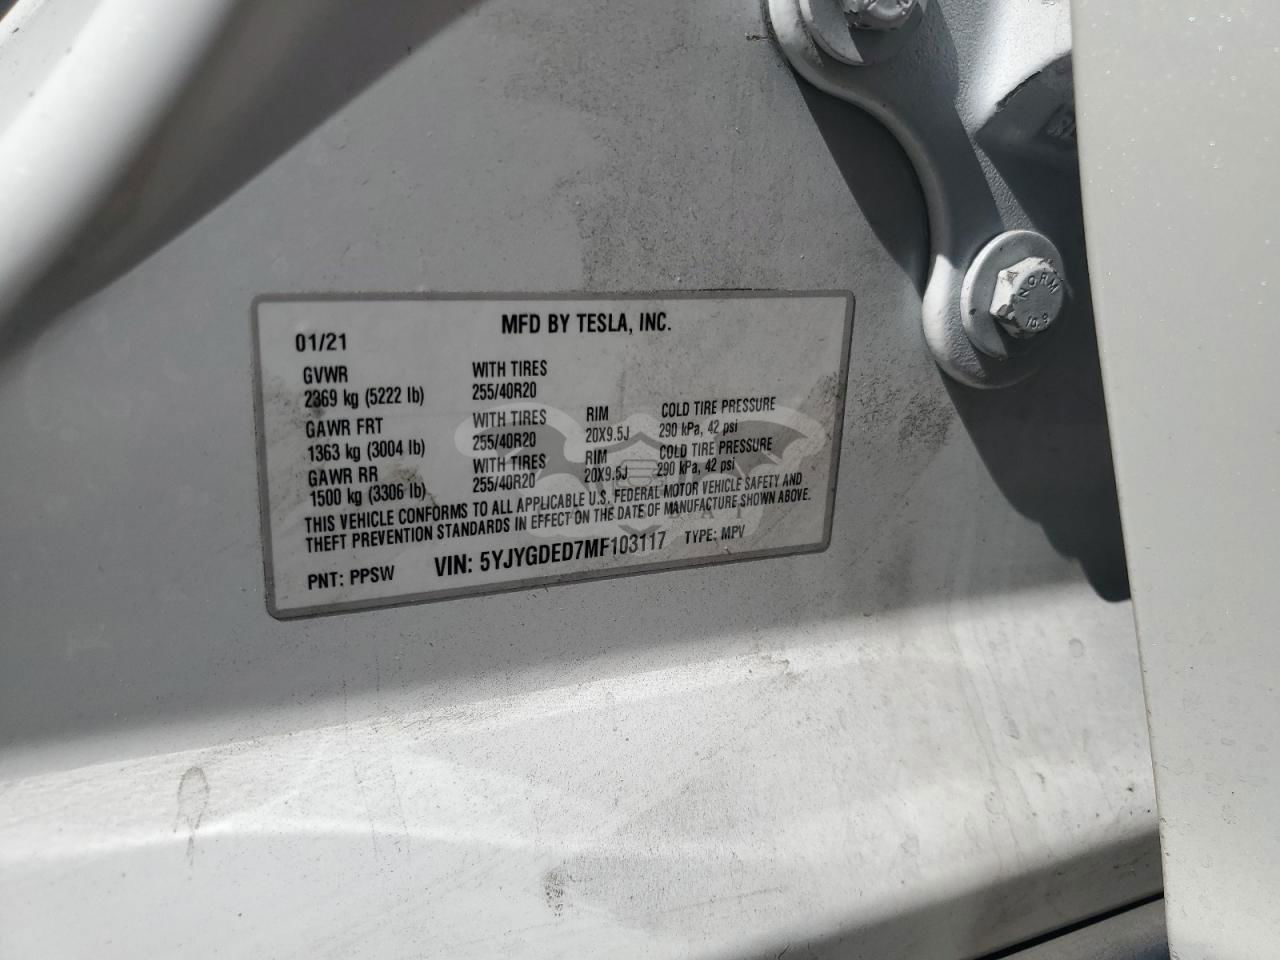 MFD BY TESLA, INC.
01/21
GVWR WITH TIRES
2369 kg (5222 lb) 255/40R20
GAWR FRT WITH TIRES RIM COLD TIRE PRESSURE
1363 kg (3004 lb) 255/40R20 20X9.5J 290 kPa, 42 psi
GAWR RR WITH TIRES RIM COLD TIRE PRESSURE
1500 kg (3306 lb) 255/40R20 20X9.5J 290 kPa, 42 psi
THIS VEHICLE CONFORMS TO ALL APPLICABLE U.S. FEDERAL MOTOR VEHICLE SAFETY AND
THEFT PREVENTION STANDARDS IN EFFECT ON THE DATE OF MANUFACTURE SHOWN ABOVE.
PNT: PPSW VIN: 5YJYGDED7MF103117 TYPE: MPV
NORM
10.9